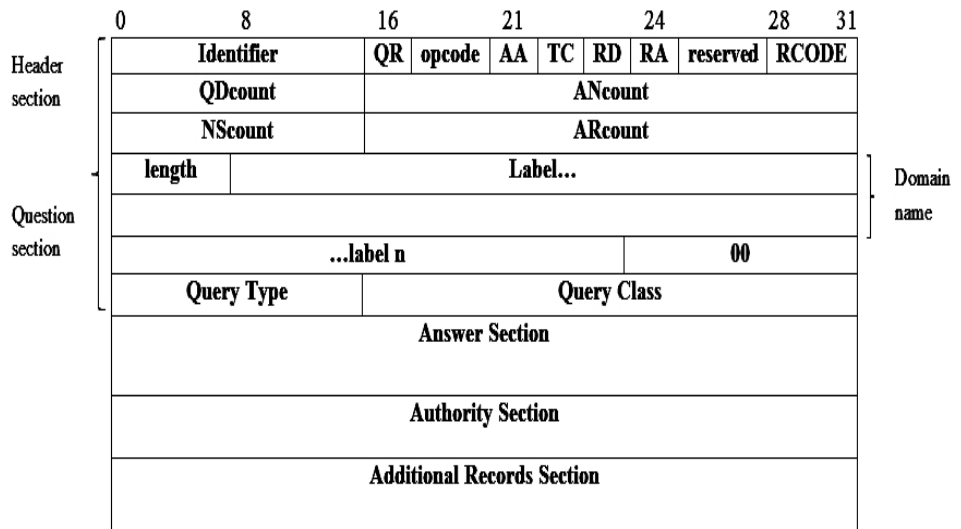 0 8 16 21 24 28 31
Header section
Identifier QR opcode AA TC RD RA reserved RCODE
QDcount ANcount
NScount ARcount
length Label...
Domain name
Question section
...label n 00
Query Type Query Class
Answer Section
Authority Section
Additional Records Section